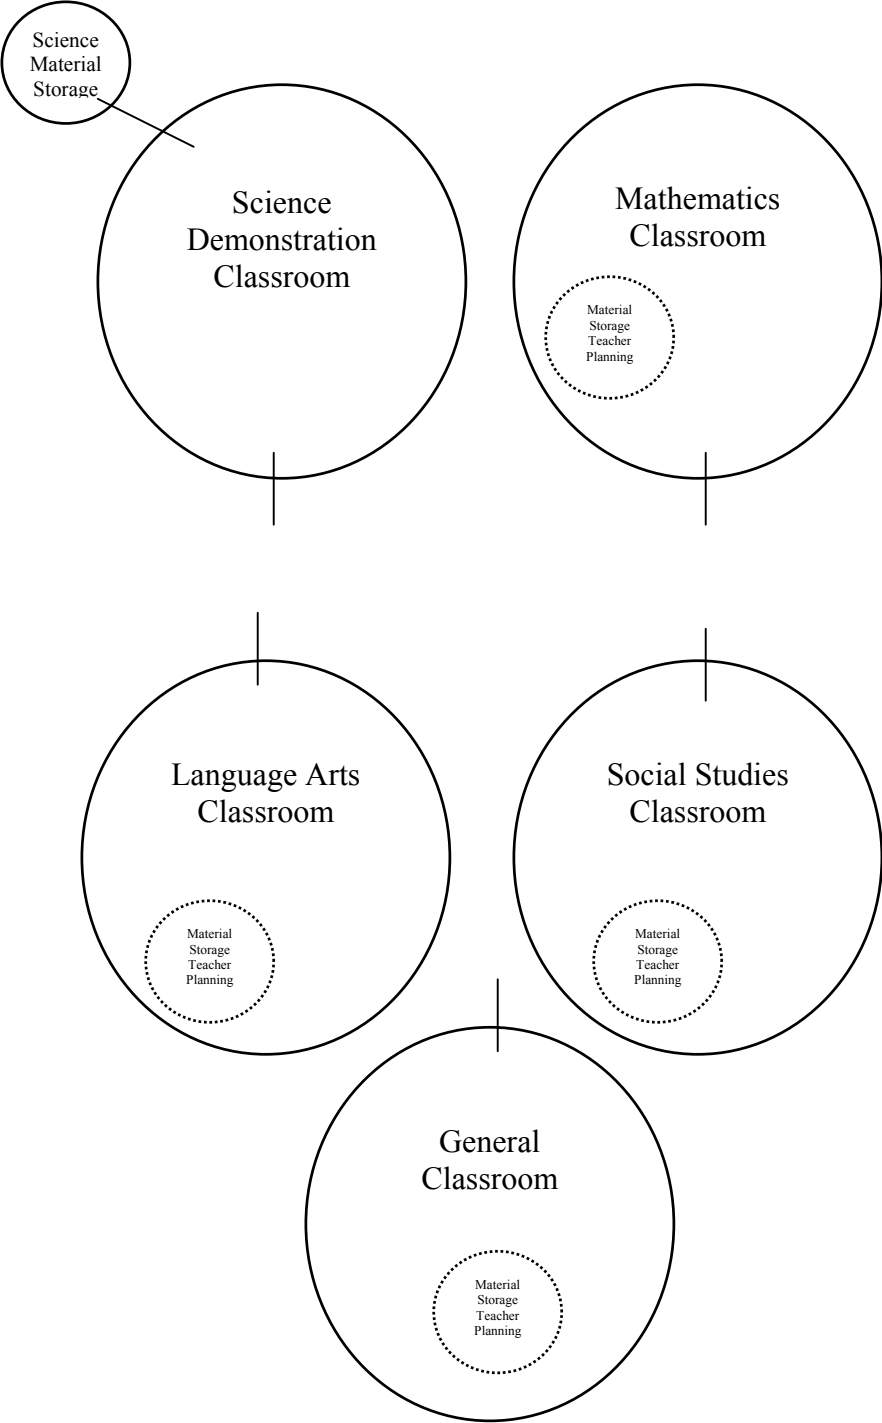 Science
Material
Storage
Science
Demonstration
Classroom
Mathematics
Classroom
Material
Storage
Teacher
Planning
Language Arts
Classroom
Material
Storage
Teacher
Planning
Social Studies
Classroom
Material
Storage
Teacher
Planning
General
Classroom
Material
Storage
Teacher
Planning